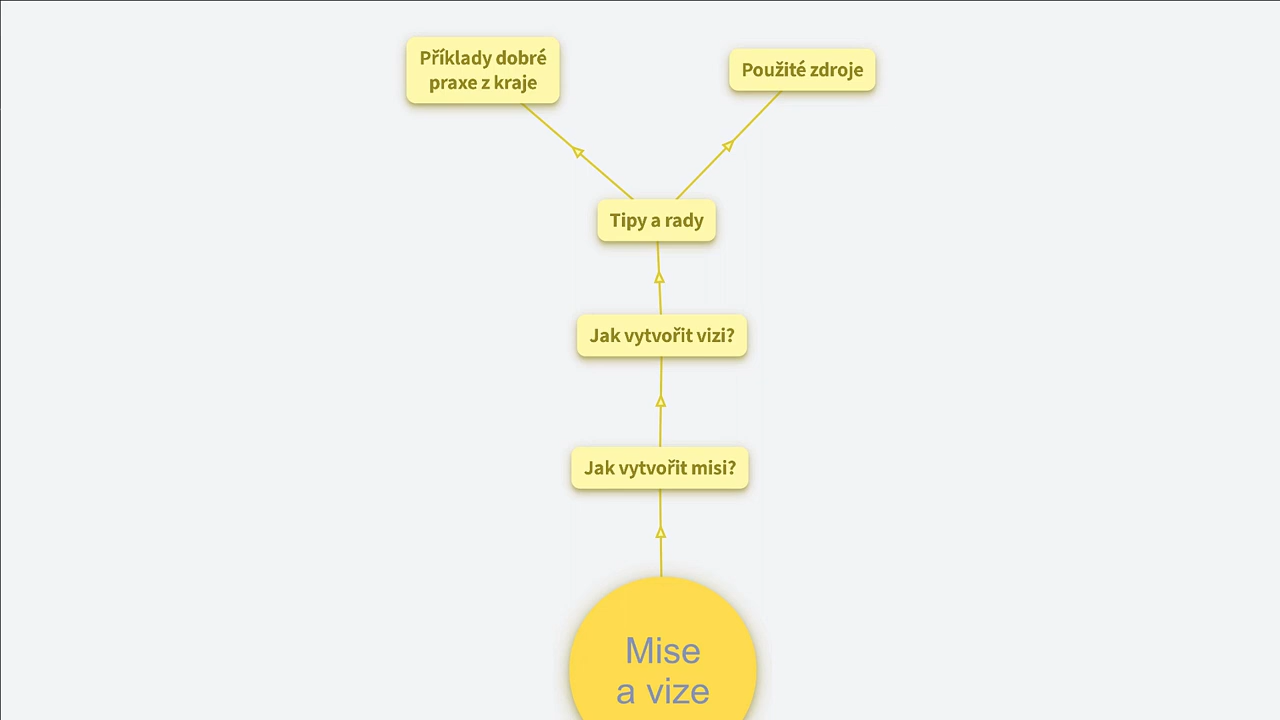 Příklady dobré
praxe z kraje
Použité zdroje
Tipy a rady
Jak vytvořit vizi?
Jak vytvořit misi?
Mise
a vize